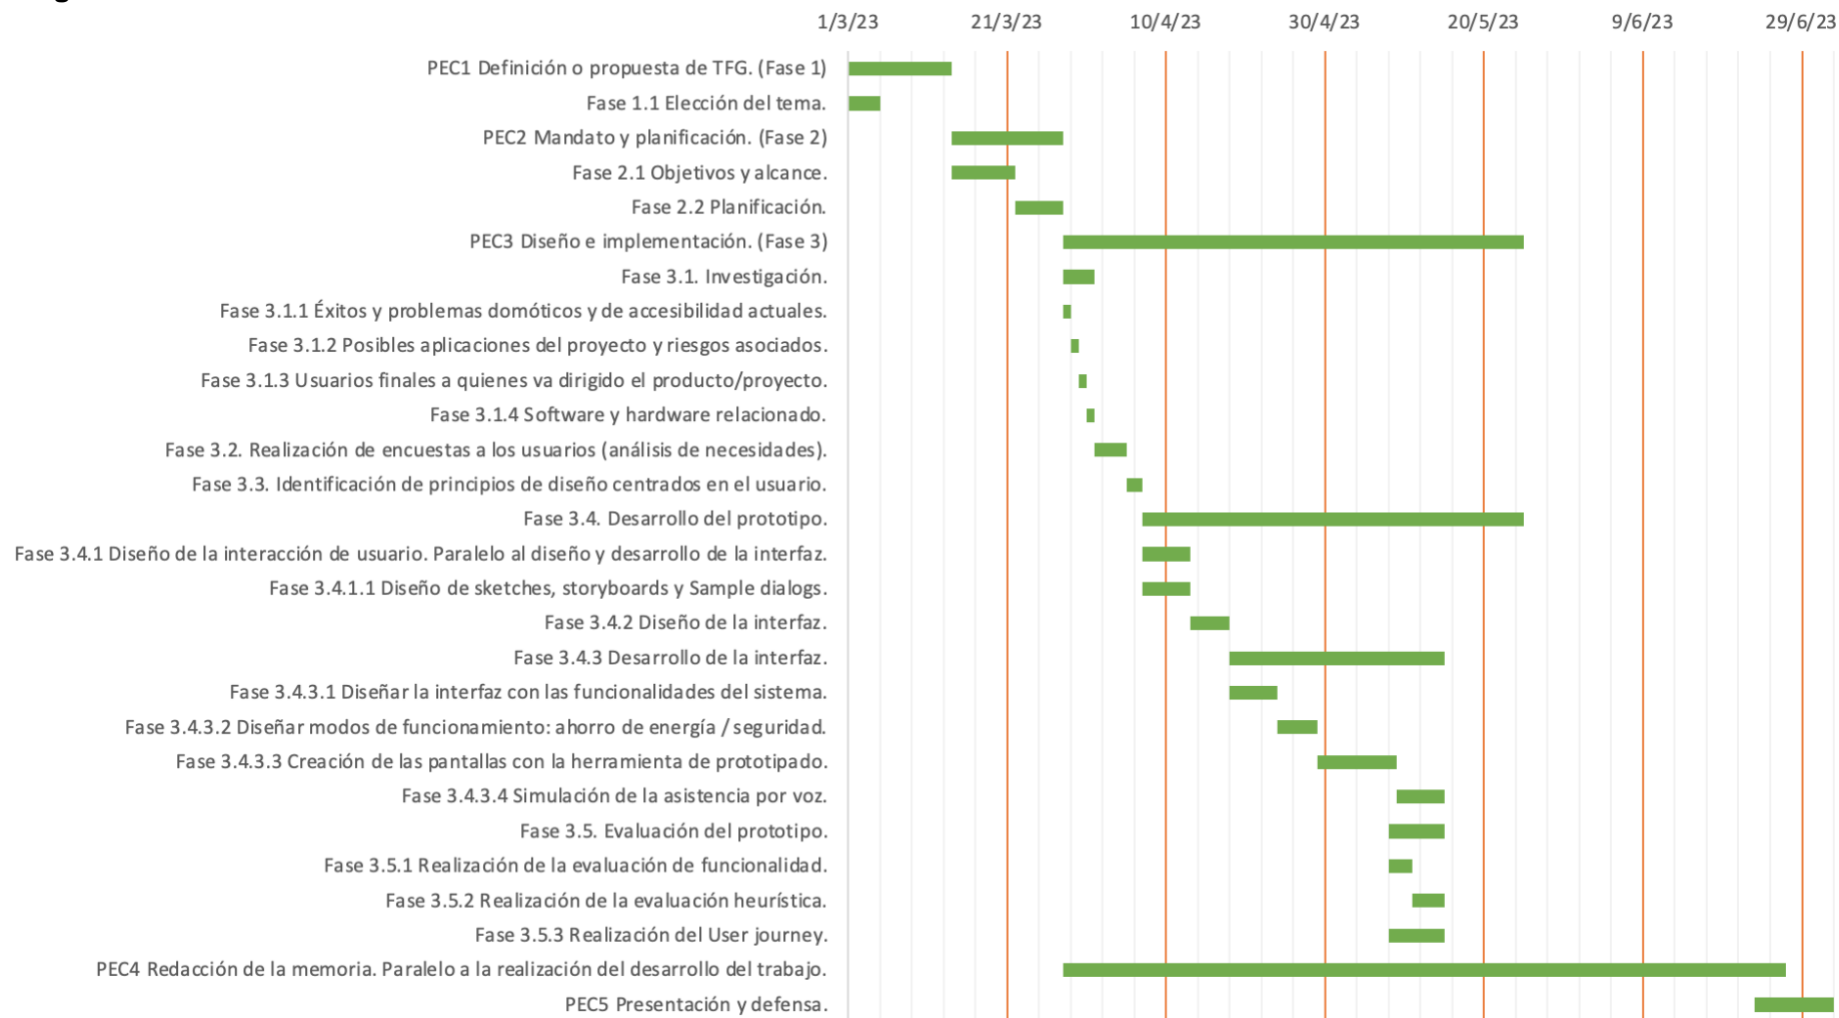 1/3/23 21/3/23 10/4/23 30/4/23 20/5/23 9/6/23 29/6/23
PEC1 Definición o propuesta de TFG. (Fase 1)
Fase 1.1 Elección del tema.
PEC2 Mandato y planificación. (Fase 2)
Fase 2.1 Objetivos y alcance.
Fase 2.2 Planificación.
PEC3 Diseño e implementación. (Fase 3)
Fase 3.1. Investigación.
Fase 3.1.1 Éxitos y problemas domóticos y de accesibilidad actuales.
Fase 3.1.2 Posibles aplicaciones del proyecto y riesgos asociados.
Fase 3.1.3 Usuarios finales a quienes va dirigido el producto/proyecto.
Fase 3.1.4 Software y hardware relacionado.
Fase 3.2. Realización de encuestas a los usuarios (análisis de necesidades).
Fase 3.3. Identificación de principios de diseño centrados en el usuario.
Fase 3.4. Desarrollo del prototipo.
Fase 3.4.1 Diseño de la interacción de usuario. Paralelo al diseño y desarrollo de la interfaz.
Fase 3.4.1.1 Diseño de sketches, storyboards y Sample dialogs.
Fase 3.4.2 Diseño de la interfaz.
Fase 3.4.3 Desarrollo de la interfaz.
Fase 3.4.3.1 Diseñar la interfaz con las funcionalidades del sistema.
Fase 3.4.3.2 Diseñar modos de funcionamiento: ahorro de energía / seguridad.
Fase 3.4.3.3 Creación de las pantallas con la herramienta de prototipado.
Fase 3.4.3.4 Simulación de la asistencia por voz.
Fase 3.5. Evaluación del prototipo.
Fase 3.5.1 Realización de la evaluación de funcionalidad.
Fase 3.5.2 Realización de la evaluación heurística.
Fase 3.5.3 Realización del User journey.
PEC4 Redacción de la memoria. Paralelo a la realización del desarrollo del trabajo.
PEC5 Presentación y defensa.